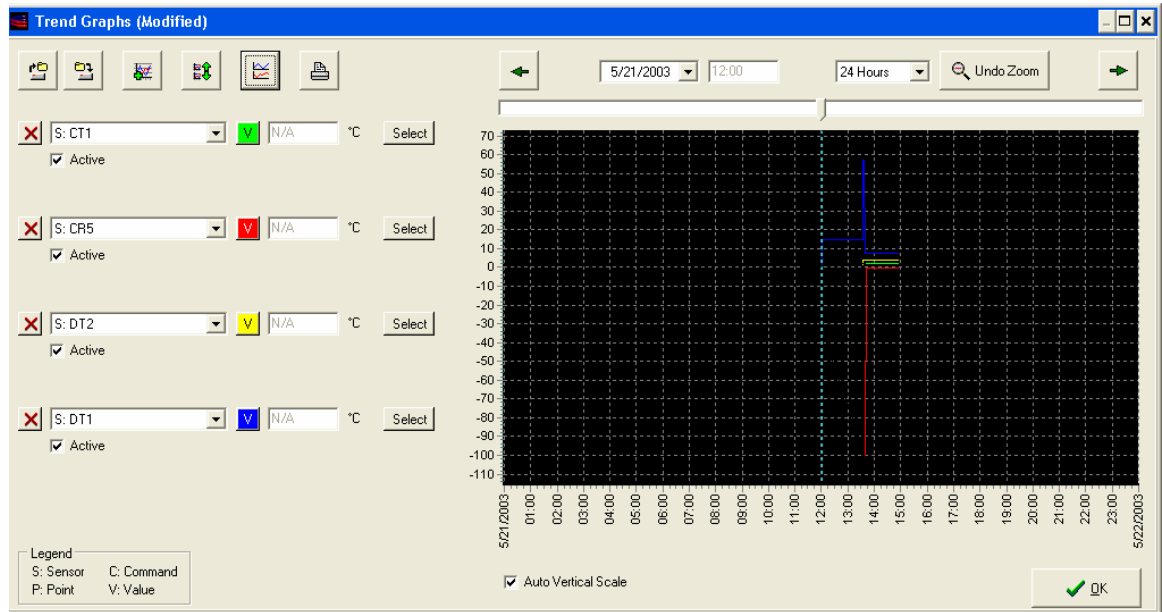 Trend Graphs (Modified)
5/21/2003 12:00 24 Hours Undo Zoom
S: CT1 V N/A °C Select
Active
S: CR5 V N/A °C Select
Active
S: DT2 V N/A °C Select
Active
S: DT1 V N/A °C Select
Active
70
60
50
40
30
20
10
0
-10
-20
-30
-40
-50
-60
-70
-80
-90
-100
-110
5/21/2003 01:00 02:00 03:00 04:00 05:00 06:00 07:00 08:00 09:00 10:00 11:00 12:00 13:00 14:00 15:00 16:00 17:00 18:00 19:00 20:00 21:00 22:00 23:00 5/22/2003
Legend
S: Sensor C: Command
P: Point V: Value
Auto Vertical Scale
OK